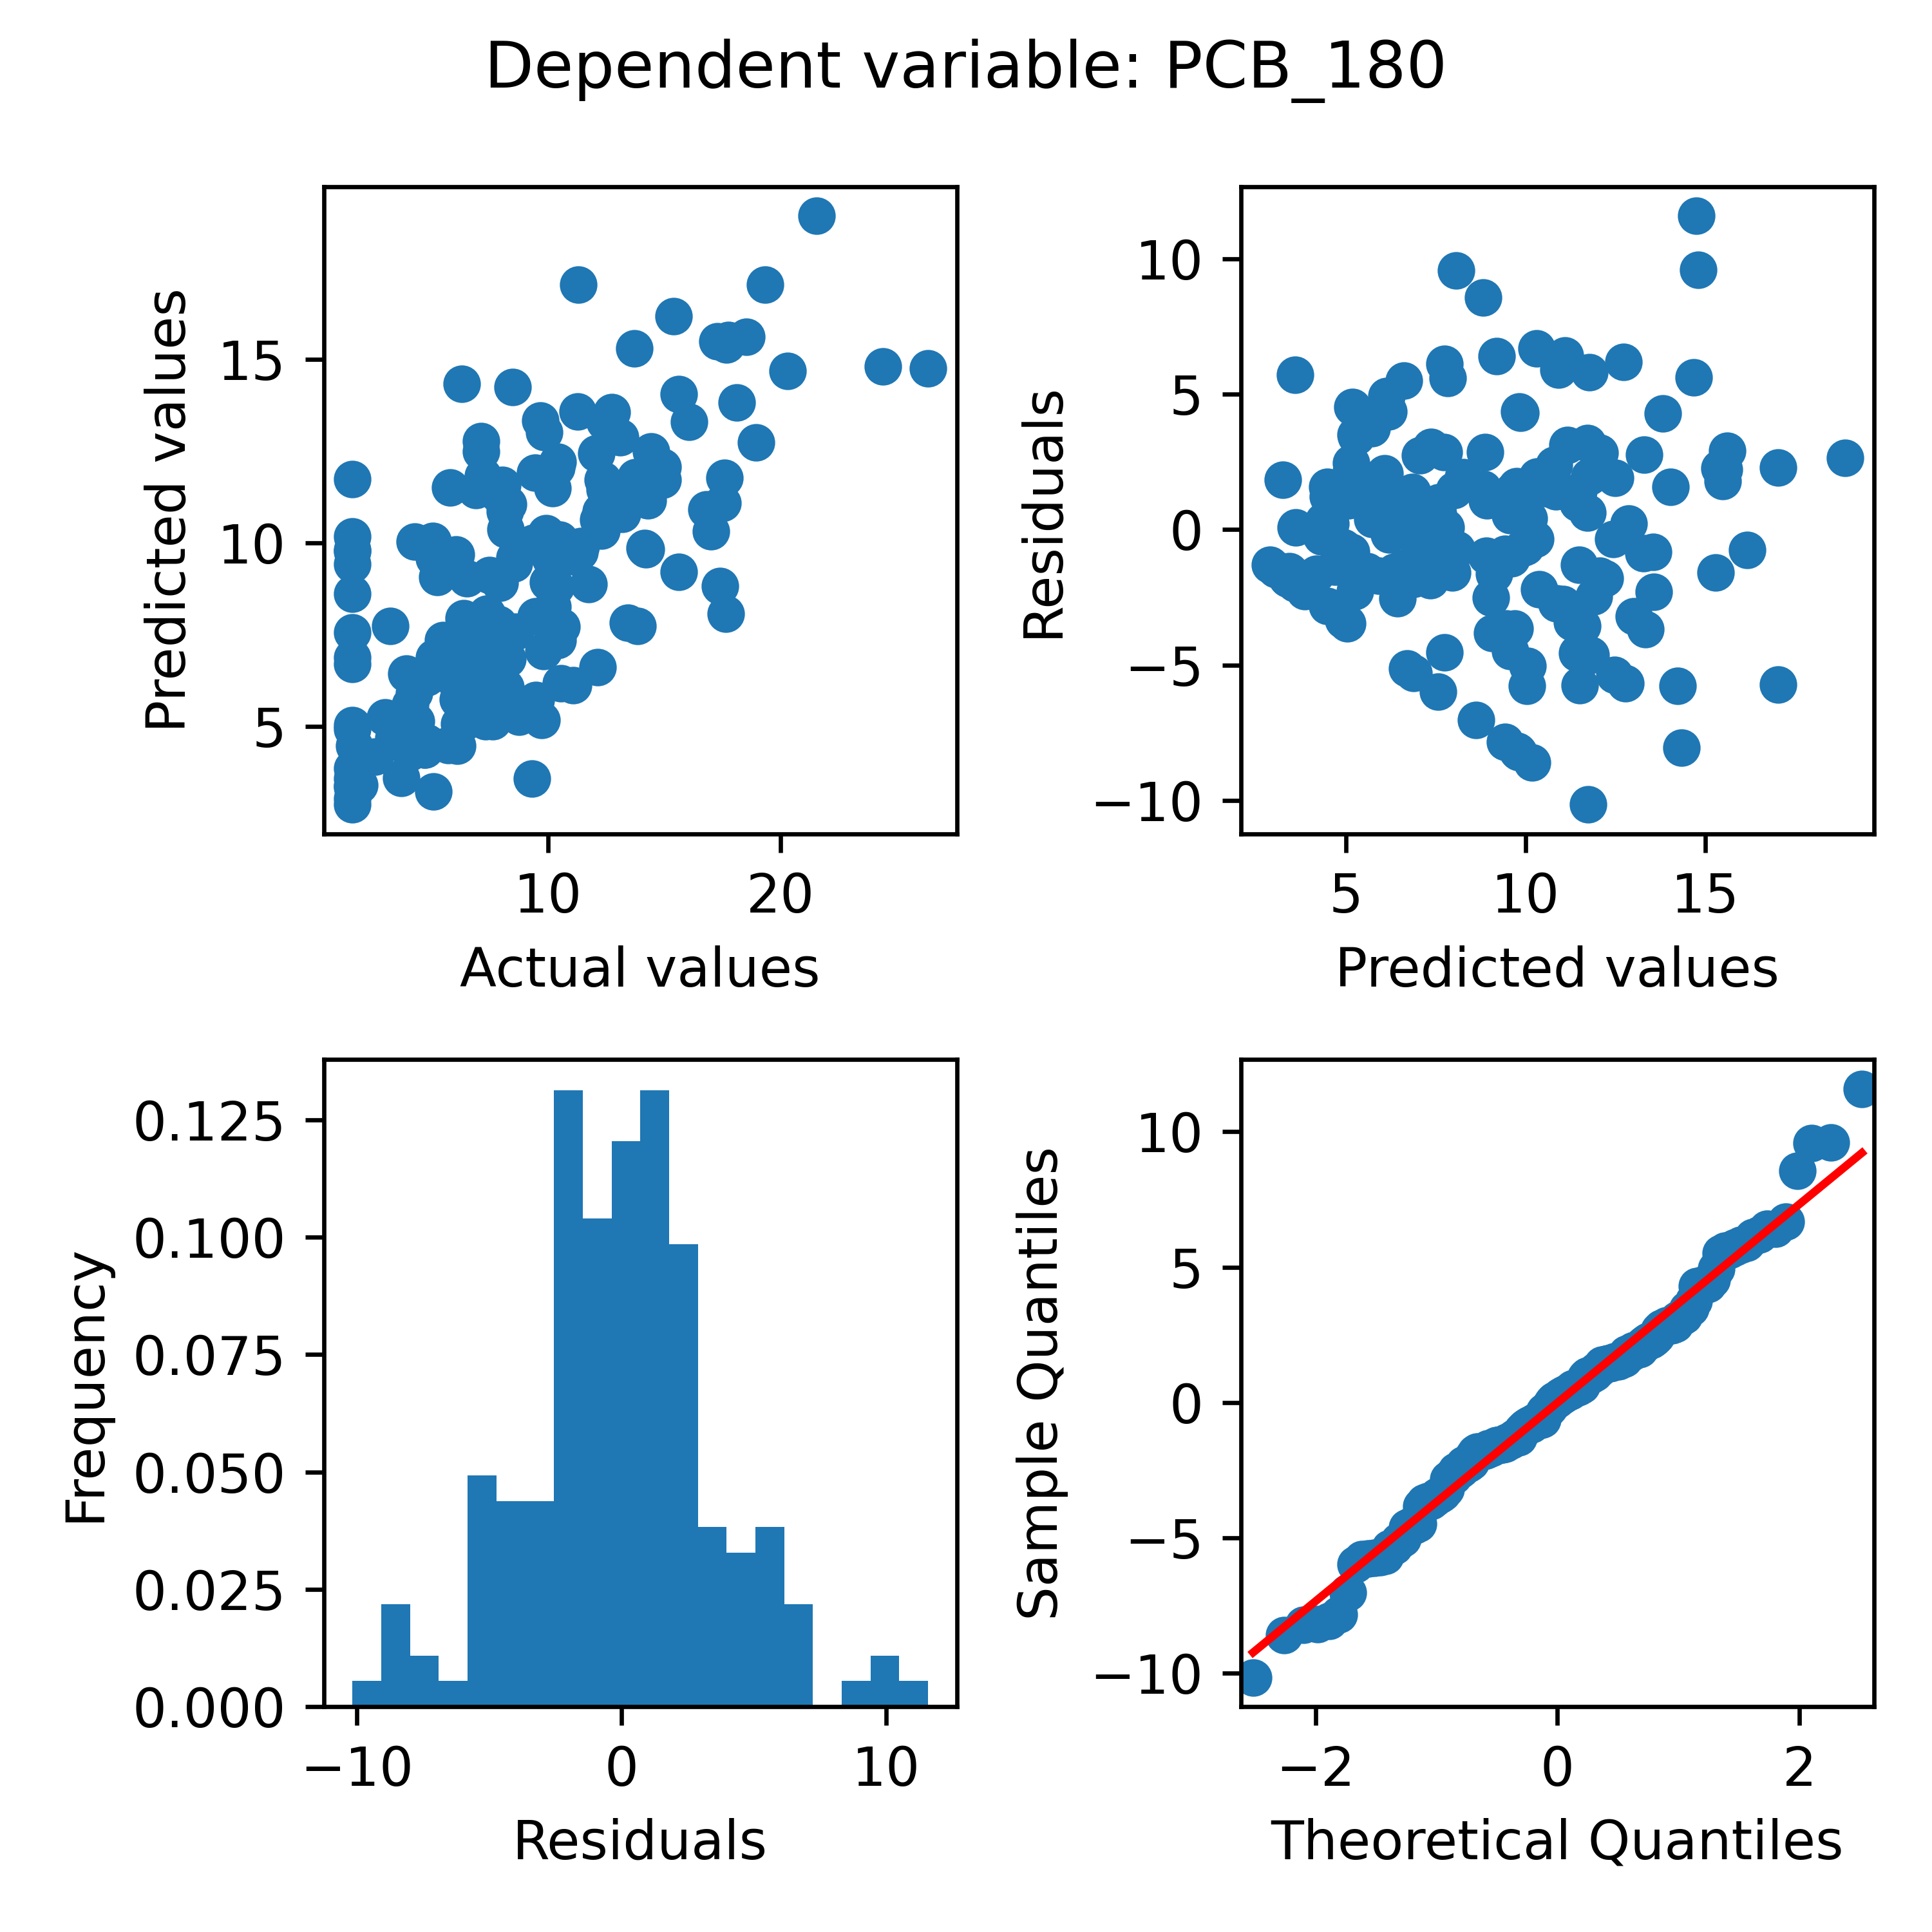 Dependent variable: PCB_180
Predicted values
15
10
5
10 20
Actual values
Residuals
10
5
0
−5
−10
5 10 15
Predicted values
Frequency
0.125
0.100
0.075
0.050
0.025
0.000
−10 0 10
Residuals
Sample Quantiles
10
5
0
−5
−10
−2 0 2
Theoretical Quantiles